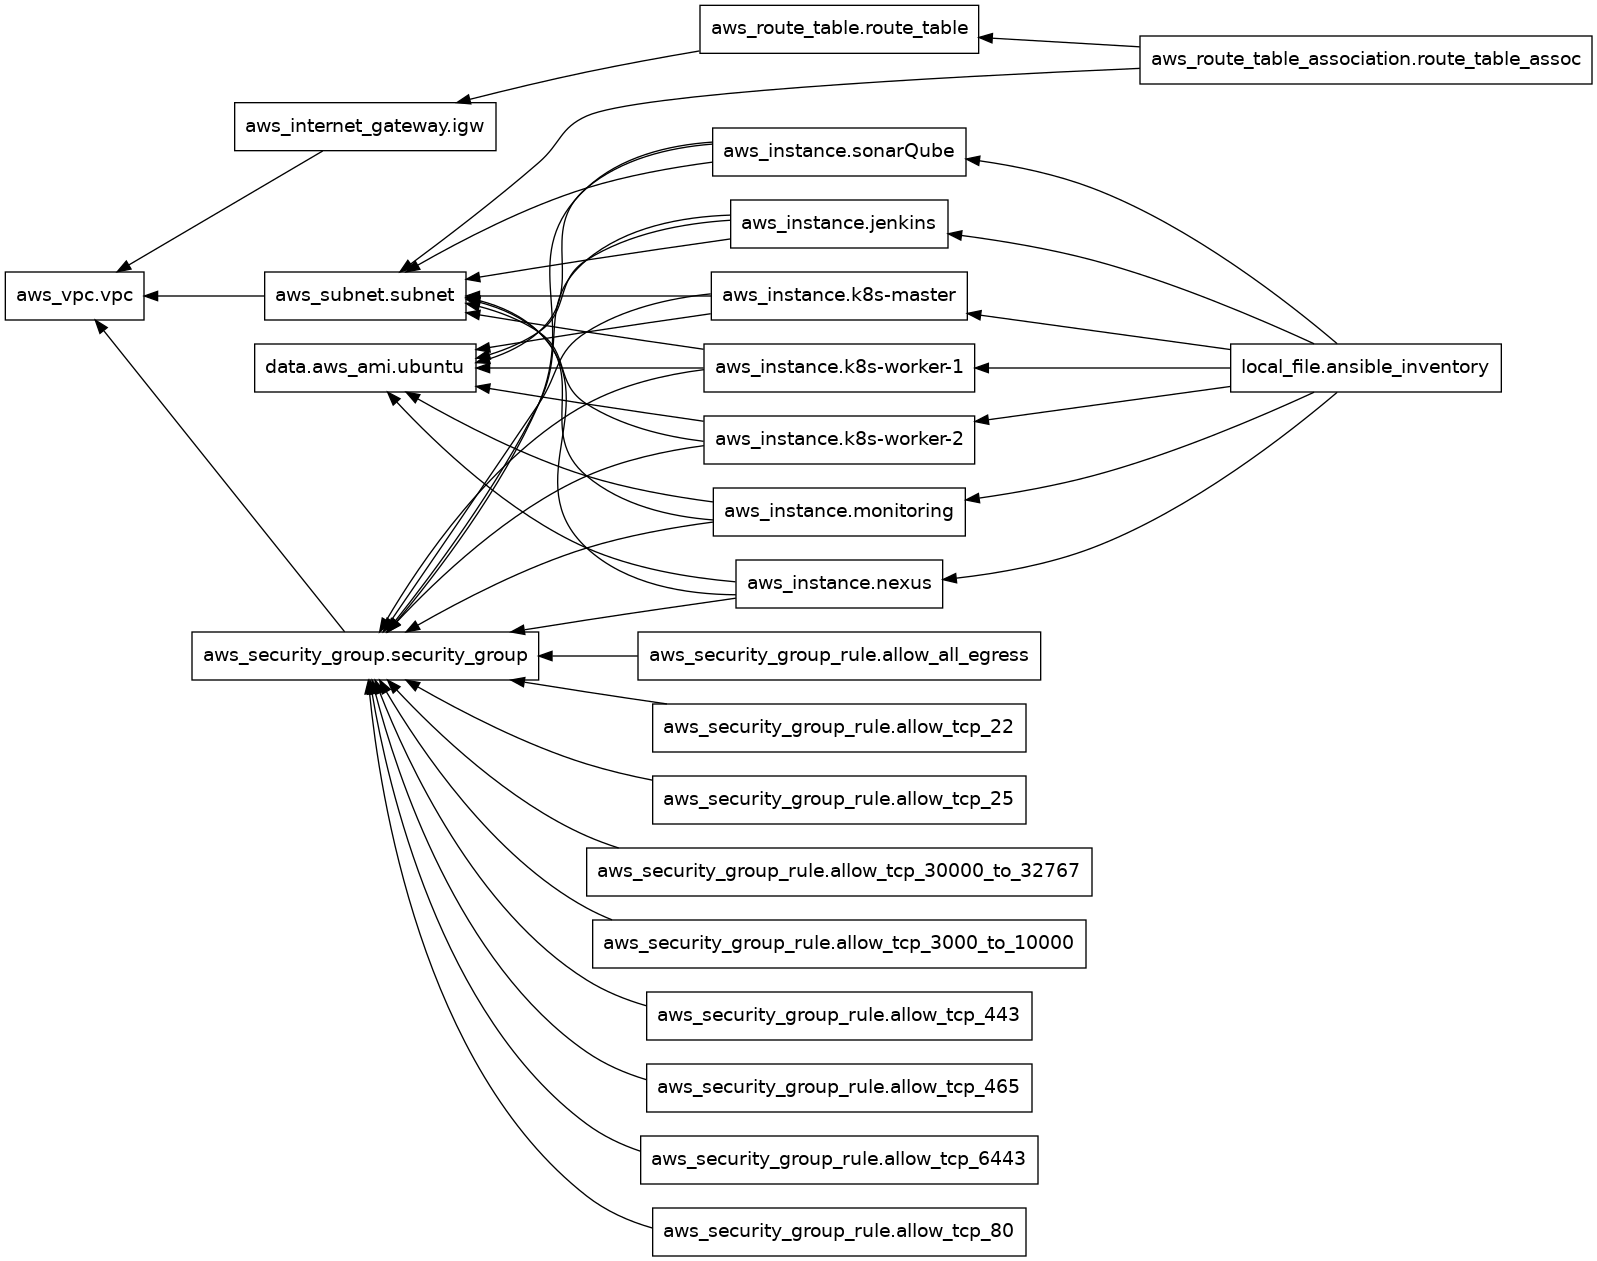 aws_route_table.route_table
aws_route_table_association.route_table_assoc
aws_internet_gateway.igw
aws_instance.sonarQube
aws_instance.jenkins
aws_vpc.vpc
aws_subnet.subnet
aws_instance.k8s-master
data.aws_ami.ubuntu
aws_instance.k8s-worker-1
local_file.ansible_inventory
aws_instance.k8s-worker-2
aws_instance.monitoring
aws_instance.nexus
aws_security_group.security_group
aws_security_group_rule.allow_all_egress
aws_security_group_rule.allow_tcp_22
aws_security_group_rule.allow_tcp_25
aws_security_group_rule.allow_tcp_30000_to_32767
aws_security_group_rule.allow_tcp_3000_to_10000
aws_security_group_rule.allow_tcp_443
aws_security_group_rule.allow_tcp_465
aws_security_group_rule.allow_tcp_6443
aws_security_group_rule.allow_tcp_80